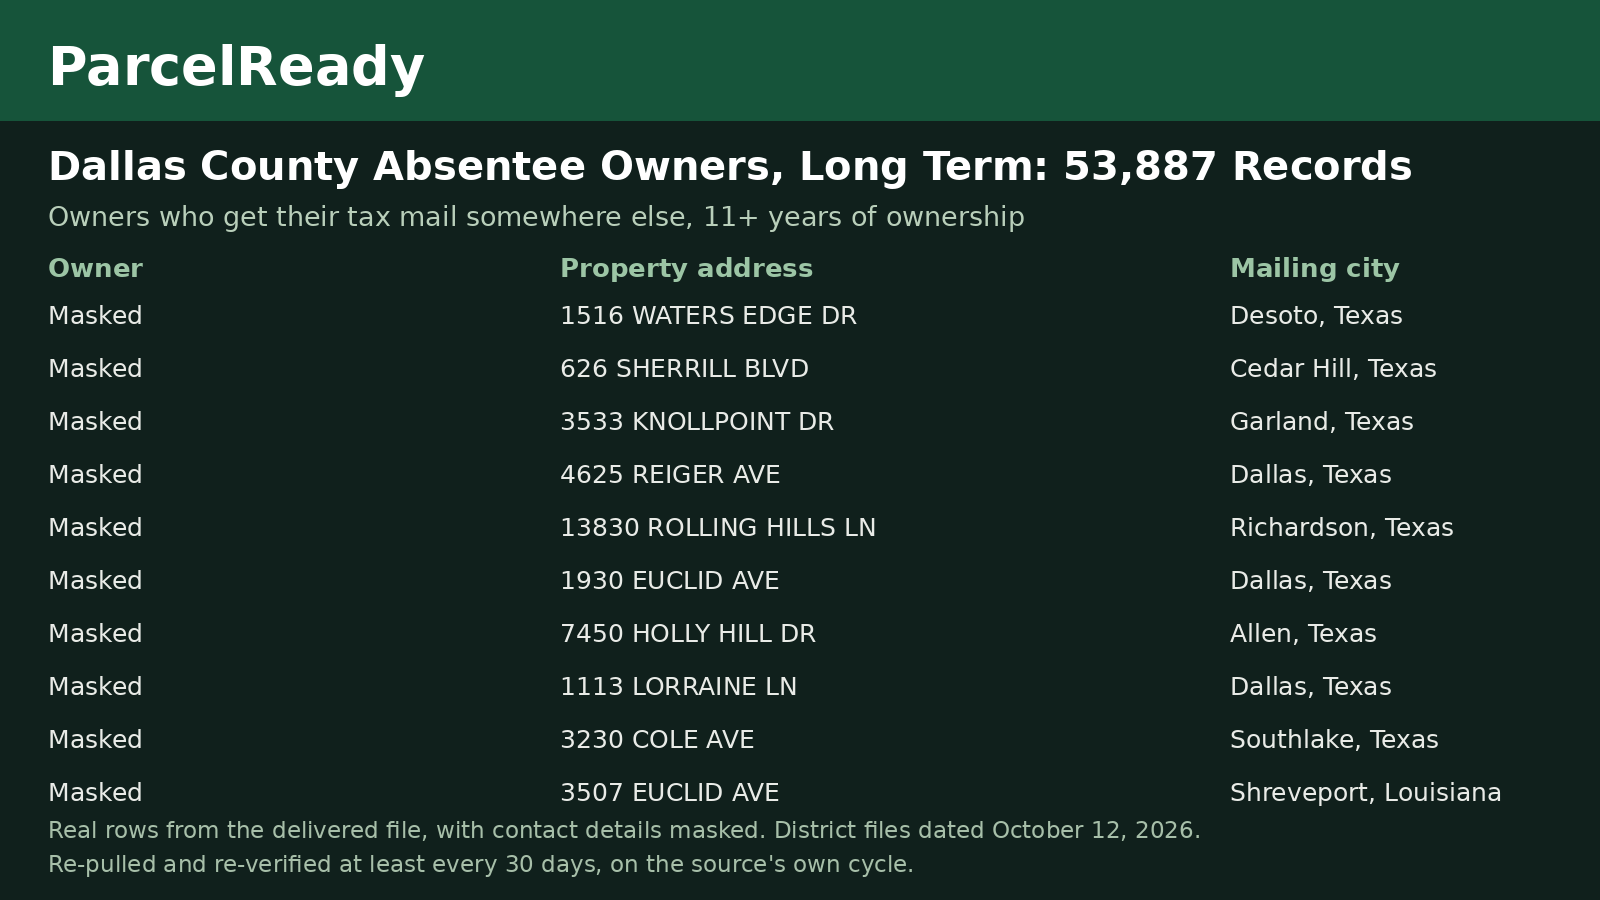 ParcelReady
Dallas County Absentee Owners, Long Term: 53,887 Records
Owners who get their tax mail somewhere else, 11+ years of ownership
Owner Property address Mailing city
Masked 1516 WATERS EDGE DR Desoto, Texas
Masked 626 SHERRILL BLVD Cedar Hill, Texas
Masked 3533 KNOLLPOINT DR Garland, Texas
Masked 4625 REIGER AVE Dallas, Texas
Masked 13830 ROLLING HILLS LN Richardson, Texas
Masked 1930 EUCLID AVE Dallas, Texas
Masked 7450 HOLLY HILL DR Allen, Texas
Masked 1113 LORRAINE LN Dallas, Texas
Masked 3230 COLE AVE Southlake, Texas
Masked 3507 EUCLID AVE Shreveport, Louisiana
Real rows from the delivered file, with contact details masked. District files dated October 12, 2026.
Re-pulled and re-verified at least every 30 days, on the source's own cycle.